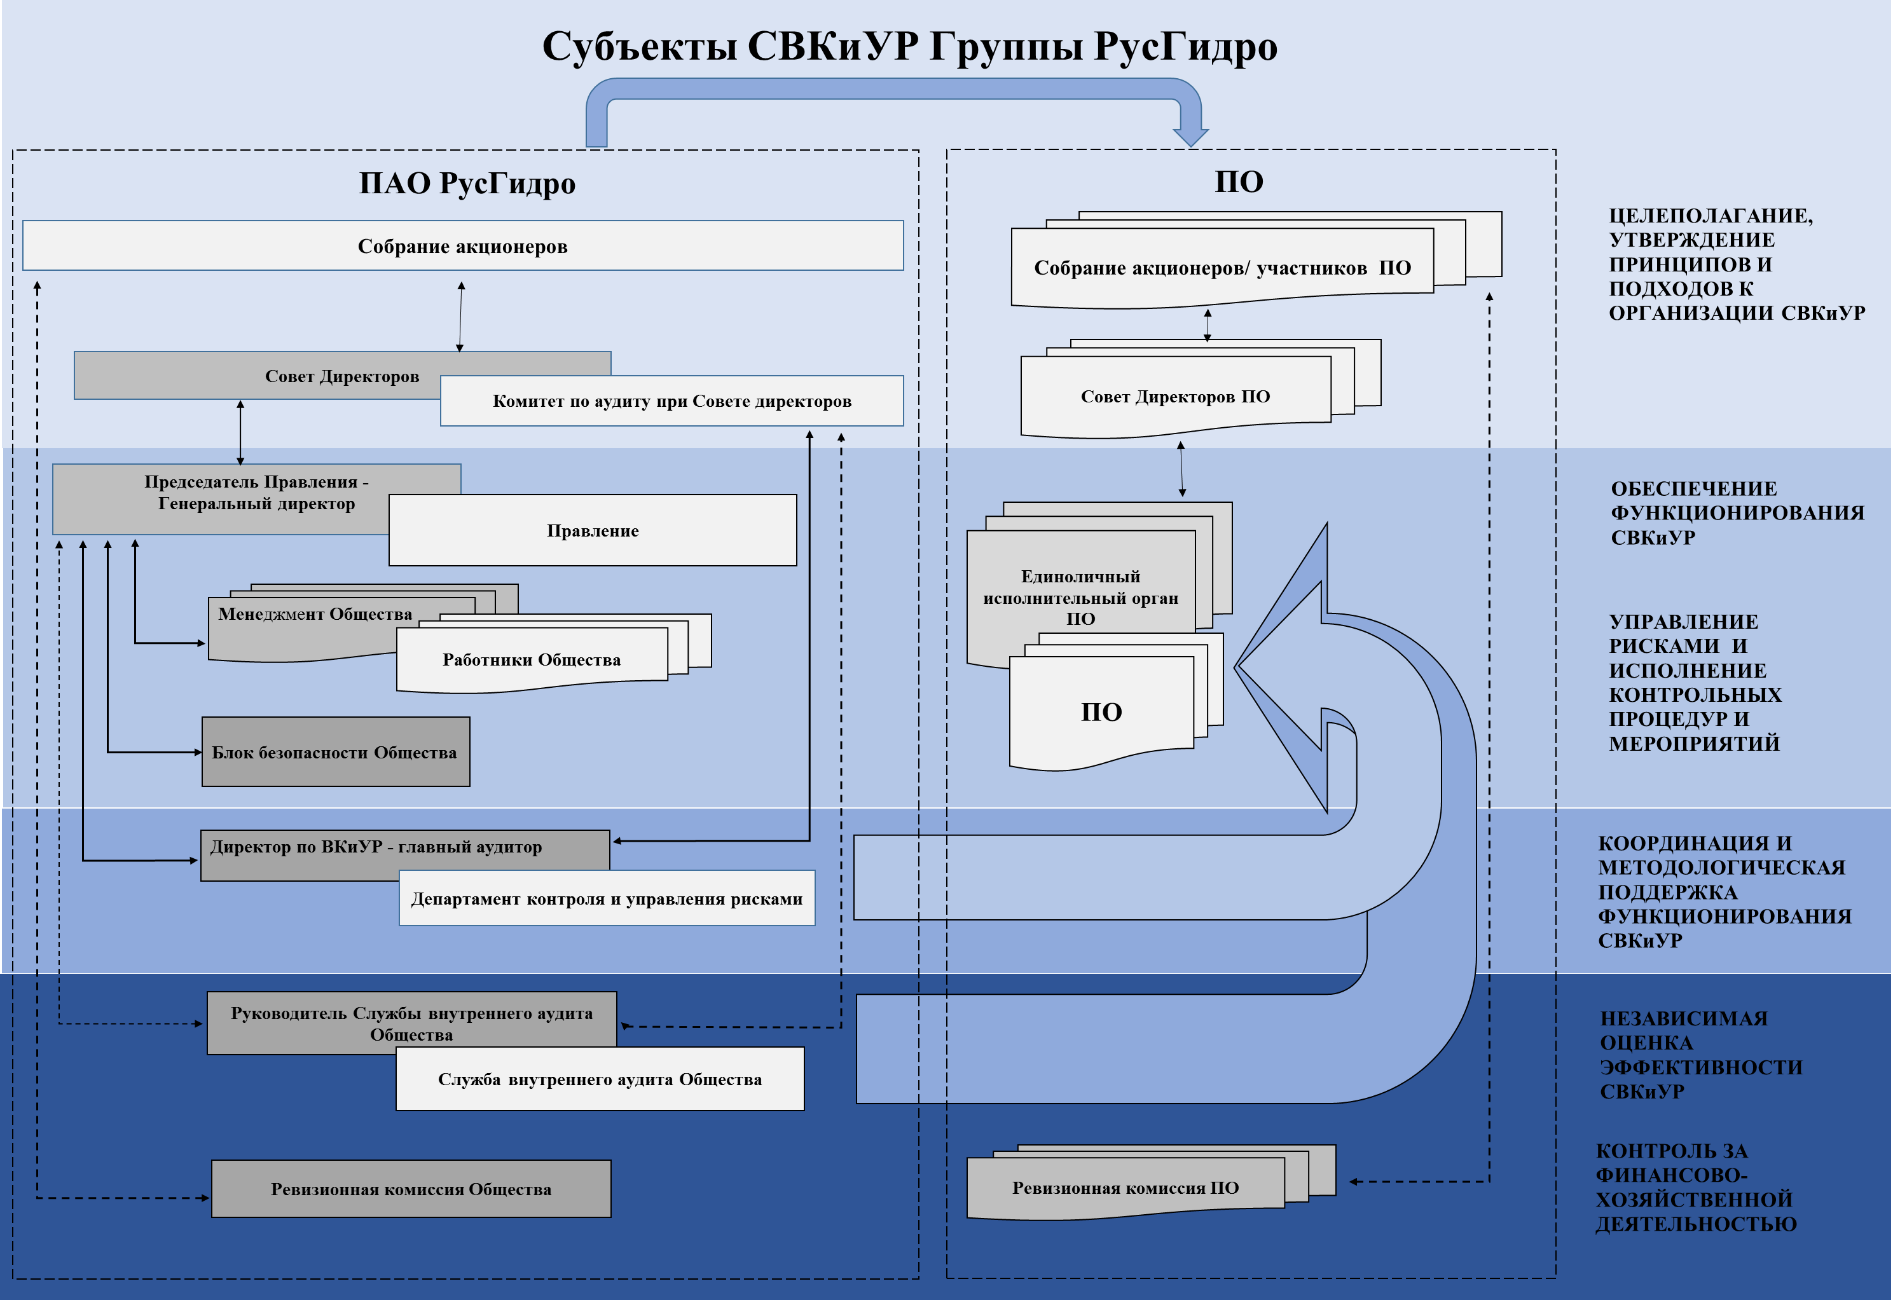 Субъекты СВКиУР Группы РусГидро
ПАО РусГидро
Собрание акционеров
Совет Директоров
Комитет по аудиту при Совете директоров
Председатель Правления -
Генеральный директор
Правление
Менеджмент Общества
Работники Общества
Блок безопасности Общества
Директор по ВКиУР - главный аудитор
Департамент контроля и управления рисками
Руководитель Службы внутреннего аудита
Общества
Служба внутреннего аудита Общества
Ревизионная комиссия Общества
ПО
Собрание акционеров/ участников ПО
Совет Директоров ПО
Единоличный
исполнительный орган
ПО
ПО
Ревизионная комиссия ПО
ЦЕЛЕПОЛАГАНИЕ,
УТВЕРЖДЕНИЕ
ПРИНЦИПОВ И
ПОДХОДОВ К
ОРГАНИЗАЦИИ СВКиУР
ОБЕСПЕЧЕНИЕ
ФУНКЦИОНИРОВАНИЯ
СВКиУР
УПРАВЛЕНИЕ
РИСКАМИ И
ИСПОЛНЕНИЕ
КОНТРОЛЬНЫХ
ПРОЦЕДУР И
МЕРОПРИЯТИЙ
КООРДИНАЦИЯ И
МЕТОДОЛОГИЧЕСКАЯ
ПОДДЕРЖКА
ФУНКЦИОНИРОВАНИЯ
СВКиУР
НЕЗАВИСИМАЯ
ОЦЕНКА
ЭФФЕКТИВНОСТИ
СВКиУР
КОНТРОЛЬ ЗА
ФИНАНСОВО-
ХОЗЯЙСТВЕННОЙ
ДЕЯТЕЛЬНОСТЬЮ